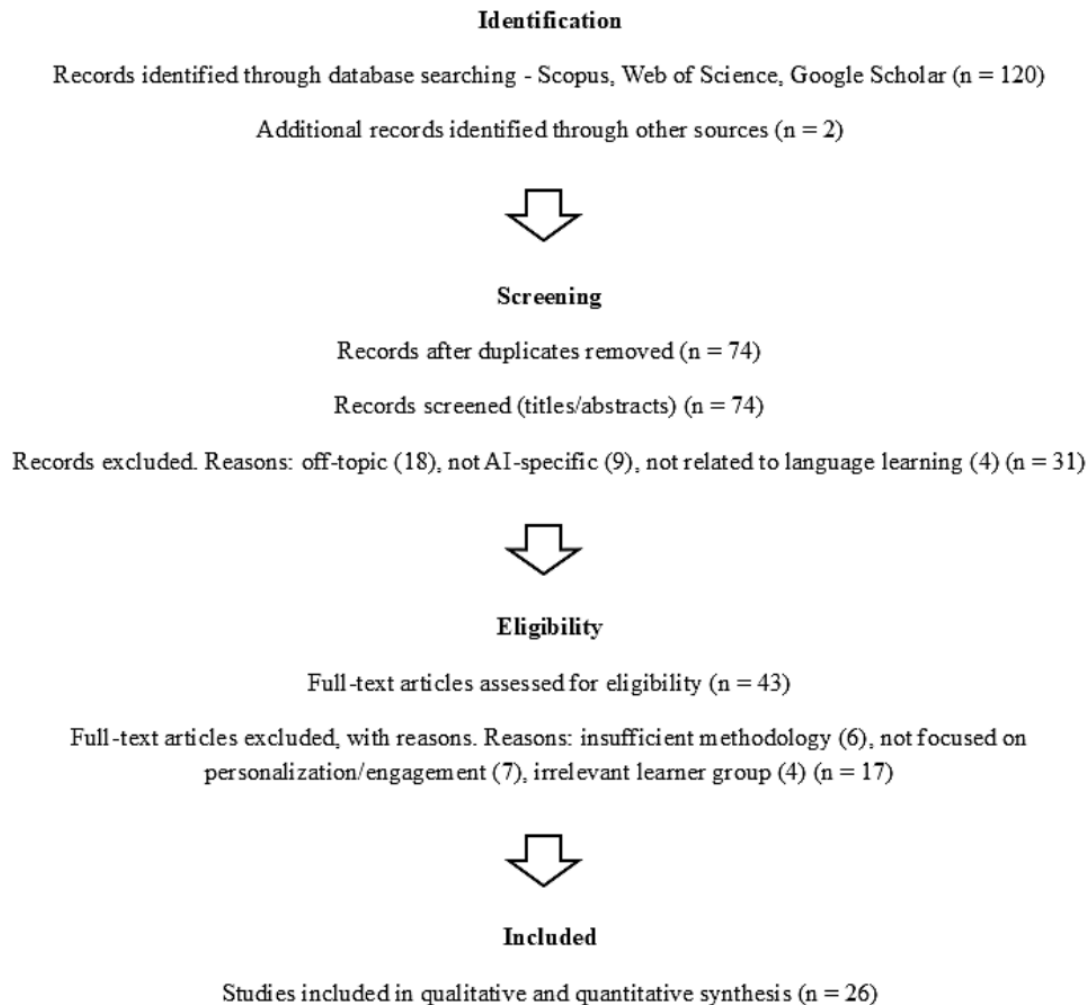 Identification
Records identified through database searching - Scopus, Web of Science, Google Scholar (n = 120)
Additional records identified through other sources (n = 2)
Screening
Records after duplicates removed (n = 74)
Records screened (titles/abstracts) (n = 74)
Records excluded. Reasons: off-topic (18), not AI-specific (9), not related to language learning (4) (n = 31)
Eligibility
Full-text articles assessed for eligibility (n = 43)
Full-text articles excluded, with reasons. Reasons: insufficient methodology (6), not focused on
personalization/engagement (7), irrelevant learner group (4) (n = 17)
Included
Studies included in qualitative and quantitative synthesis (n = 26)